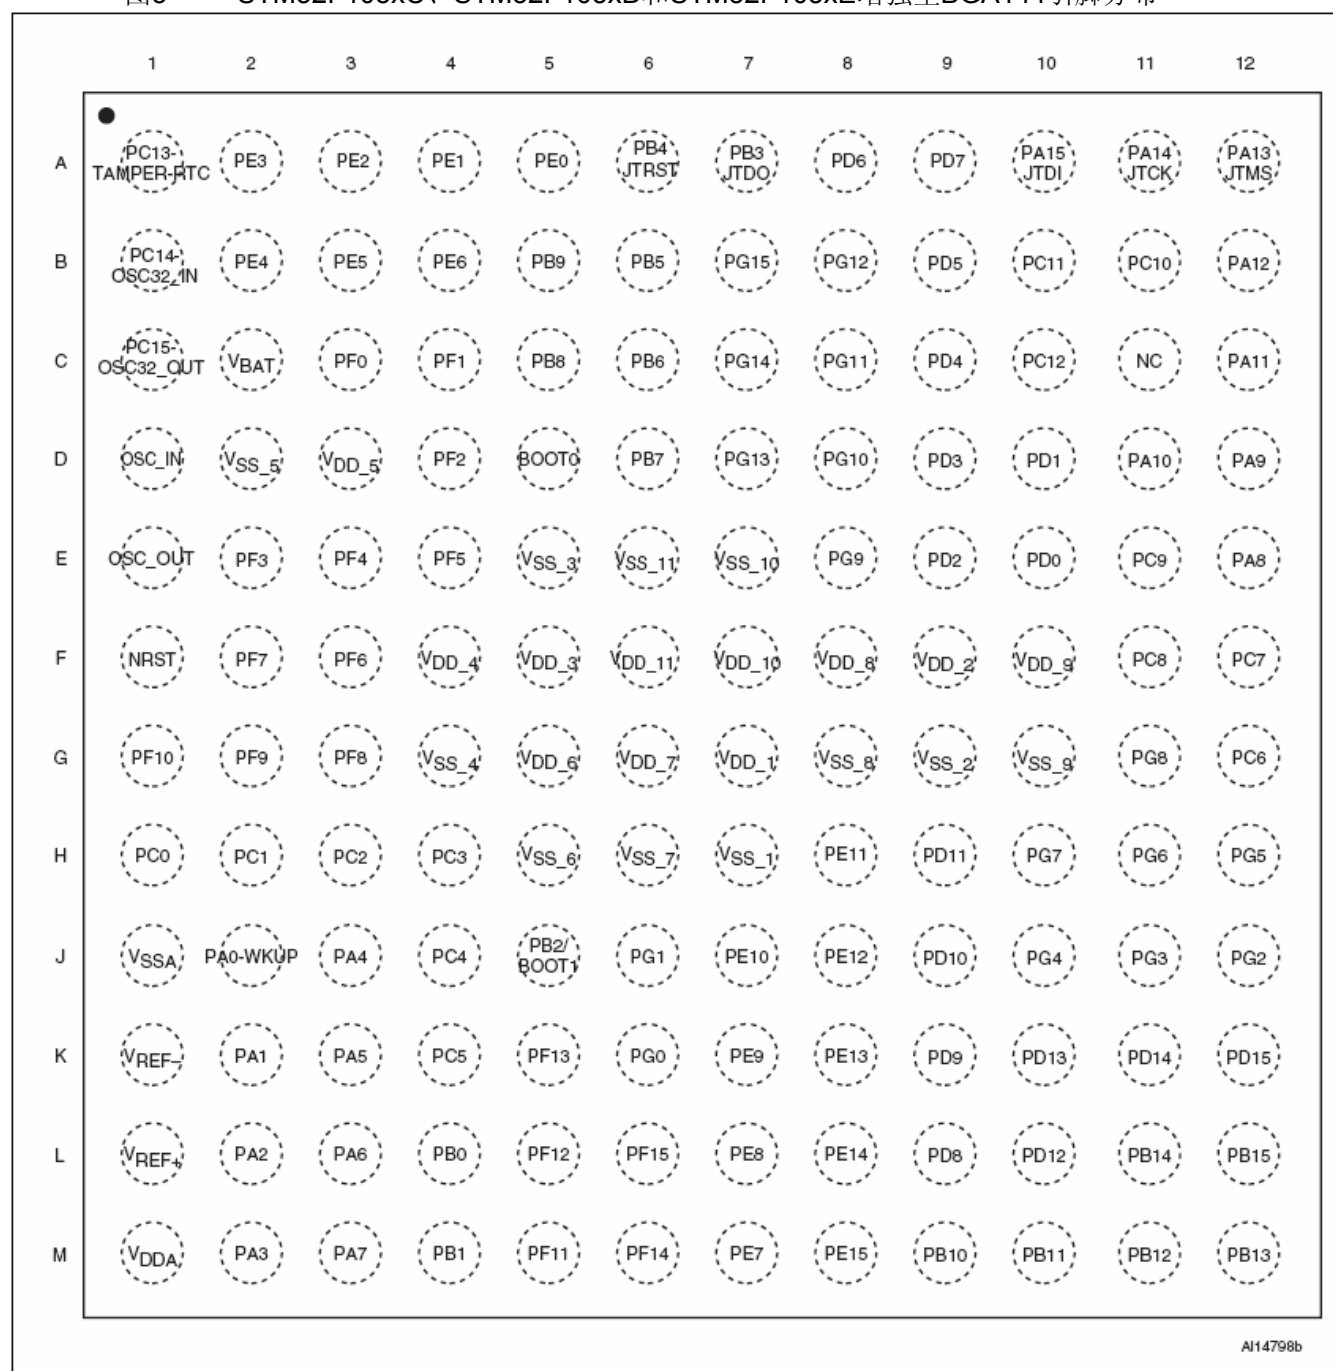 1 2 3 4 5 6 7 8 9 10 11 12
A PC13-TAMPER-RTC PE3 PE2 PE1 PE0 PB4 JTRST PB3 JTDO PD6 PD7 PA15 JTDI PA14 JTCK PA13 JTMS
B PC14-OSC32_IN PE4 PE5 PE6 PB9 PB5 PG15 PG12 PD5 PC11 PC10 PA12
C PC15-OSC32_OUT VBAT PF0 PF1 PB8 PB6 PG14 PG11 PD4 PC12 NC PA11
D OSC_IN VSS_5 VDD_5 PF2 BOOT0 PB7 PG13 PG10 PD3 PD1 PA10 PA9
E OSC_OUT PF3 PF4 PF5 VSS_3 VSS_11 VSS_10 PG9 PD2 PD0 PC9 PA8
F NRST PF7 PF6 VDD_4 VDD_3 VDD_11 VDD_10 VDD_8 VDD_2 VDD_9 PC8 PC7
G PF10 PF9 PF8 VSS_4 VDD_6 VDD_7 VDD_1 VSS_8 VSS_2 VSS_9 PG8 PC6
H PC0 PC1 PC2 PC3 VSS_6 VSS_7 VSS_1 PE11 PD11 PG7 PG6 PG5
J VSSA PA0-WKUP PA4 PC4 PB2/BOOT1 PG1 PE10 PE12 PD10 PG4 PG3 PG2
K VREF– PA1 PA5 PC5 PF13 PG0 PE9 PE13 PD9 PD13 PD14 PD15
L VREF+ PA2 PA6 PB0 PF12 PF15 PE8 PE14 PD8 PD12 PB14 PB15
M VDDA PA3 PA7 PB1 PF11 PF14 PE7 PE15 PB10 PB11 PB12 PB13
AI14798b